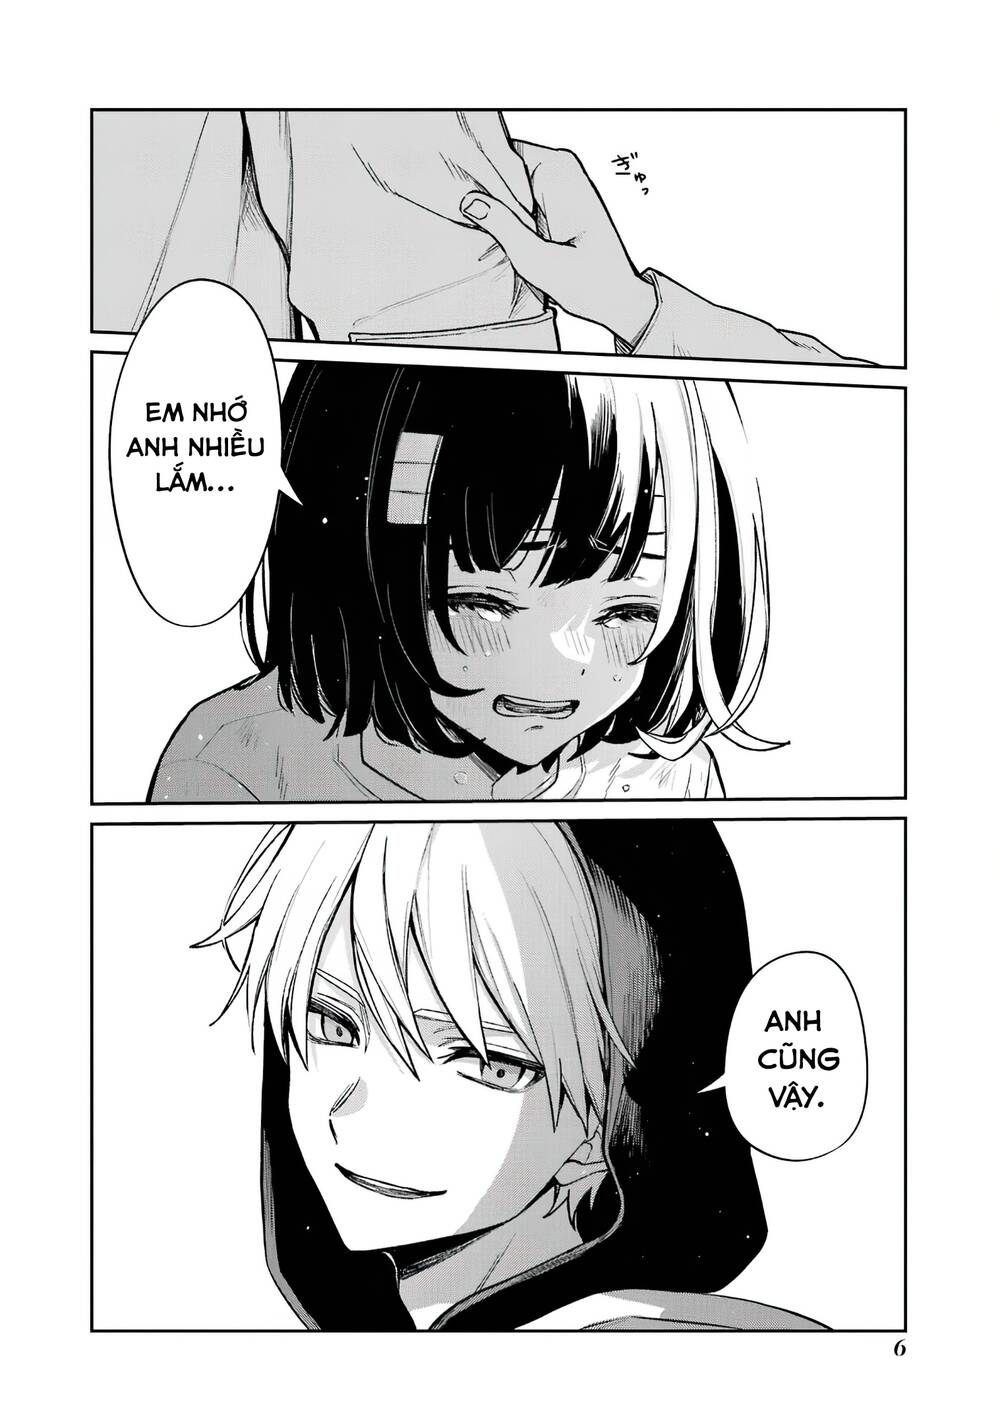 ぎゅっ
EM NHỚ
ANH NHIỀU
LẮM...
ANH
CŨNG
VẬY.
6